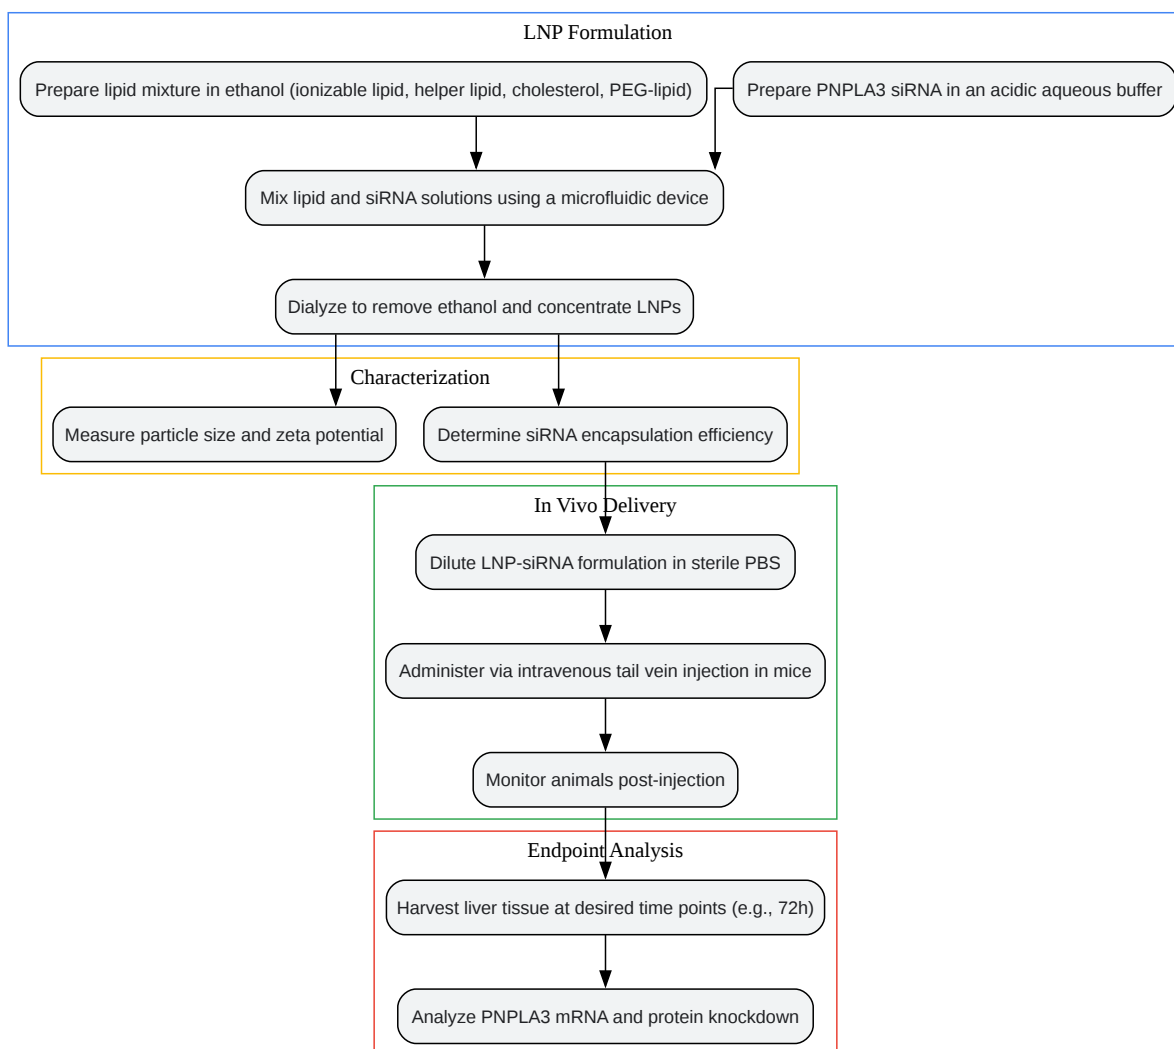 LNP Formulation
Prepare lipid mixture in ethanol (ionizable lipid, helper lipid, cholesterol, PEG-lipid)
Prepare PNPLA3 siRNA in an acidic aqueous buffer
Mix lipid and siRNA solutions using a microfluidic device
Dialyze to remove ethanol and concentrate LNPs
Characterization
Measure particle size and zeta potential
Determine siRNA encapsulation efficiency
In Vivo Delivery
Dilute LNP-siRNA formulation in sterile PBS
Administer via intravenous tail vein injection in mice
Monitor animals post-injection
Endpoint Analysis
Harvest liver tissue at desired time points (e.g., 72h)
Analyze PNPLA3 mRNA and protein knockdown